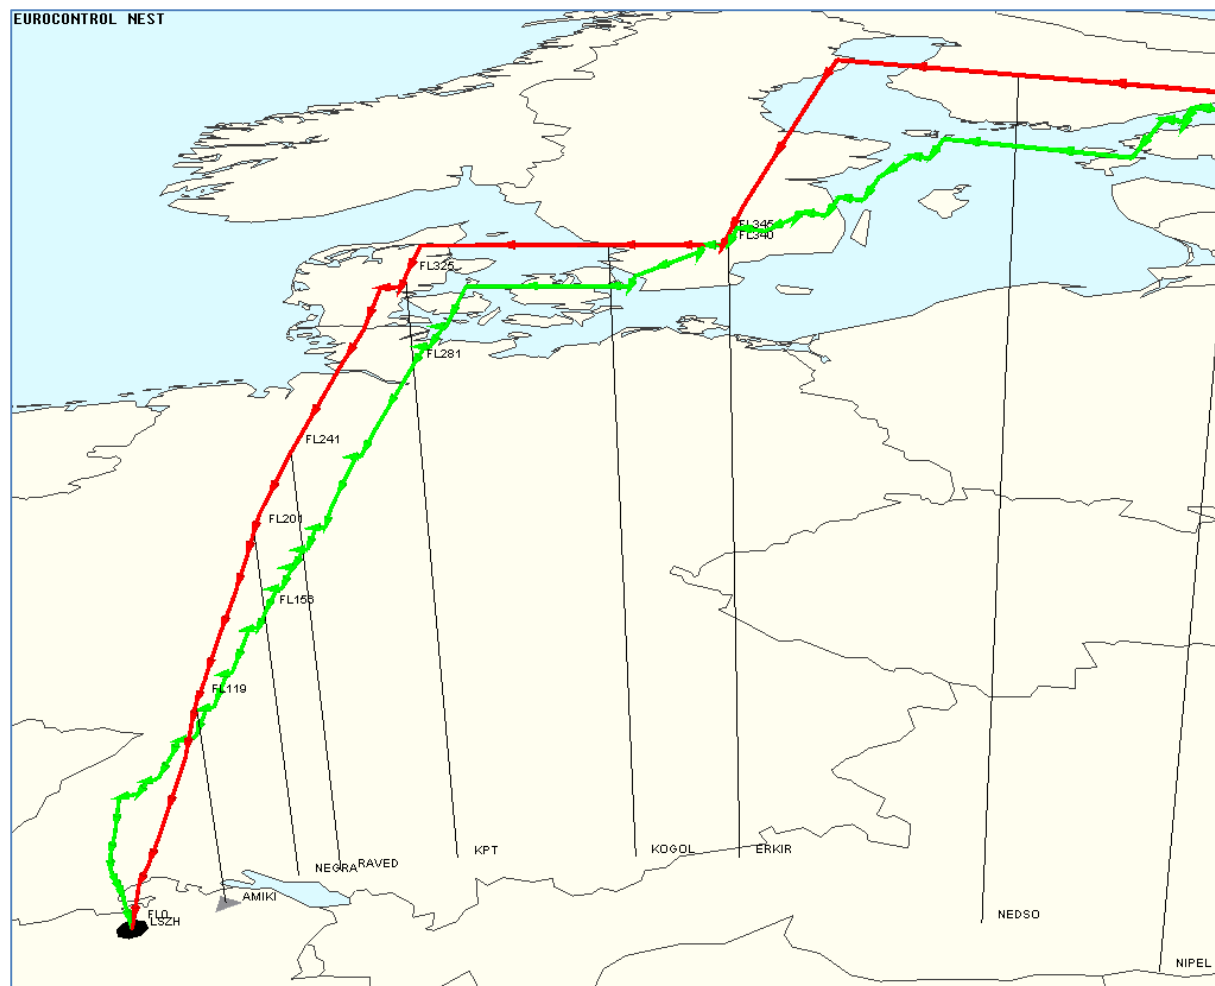 EUROCONTROL NEST
FL345
FL340
FL325
FL281
FL241
FL201
FL153
FL119
KPT
KOGOL
ERKIR
RAVED
NEGRA
AMIKI
FL0
LSZH
NEDSO
NIPEL